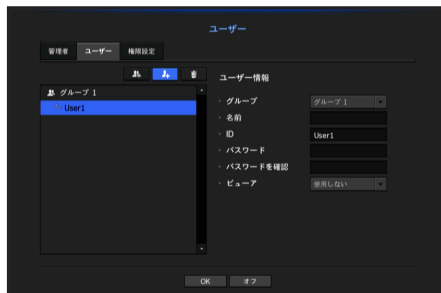 ユーザー
管理者 ユーザー 権限設定
グループ 1
User1
ユーザー情報
グループ グループ 1
名前
ID User1
パスワード
パスワードを確認
ビューア 使用しない
OK オフ